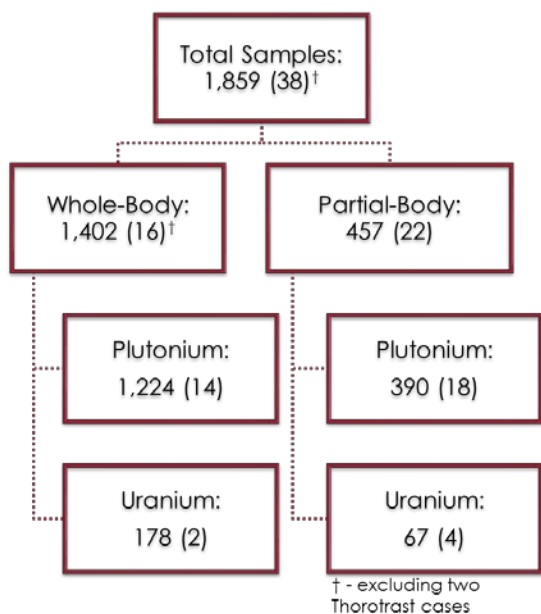 Total Samples:
1,859 (38)†
Whole-Body:
1,402 (16)†
Partial-Body:
457 (22)
Plutonium:
1,224 (14)
Plutonium:
390 (18)
Uranium:
178 (2)
Uranium:
67 (4)
† - excluding two
Thorotrast cases